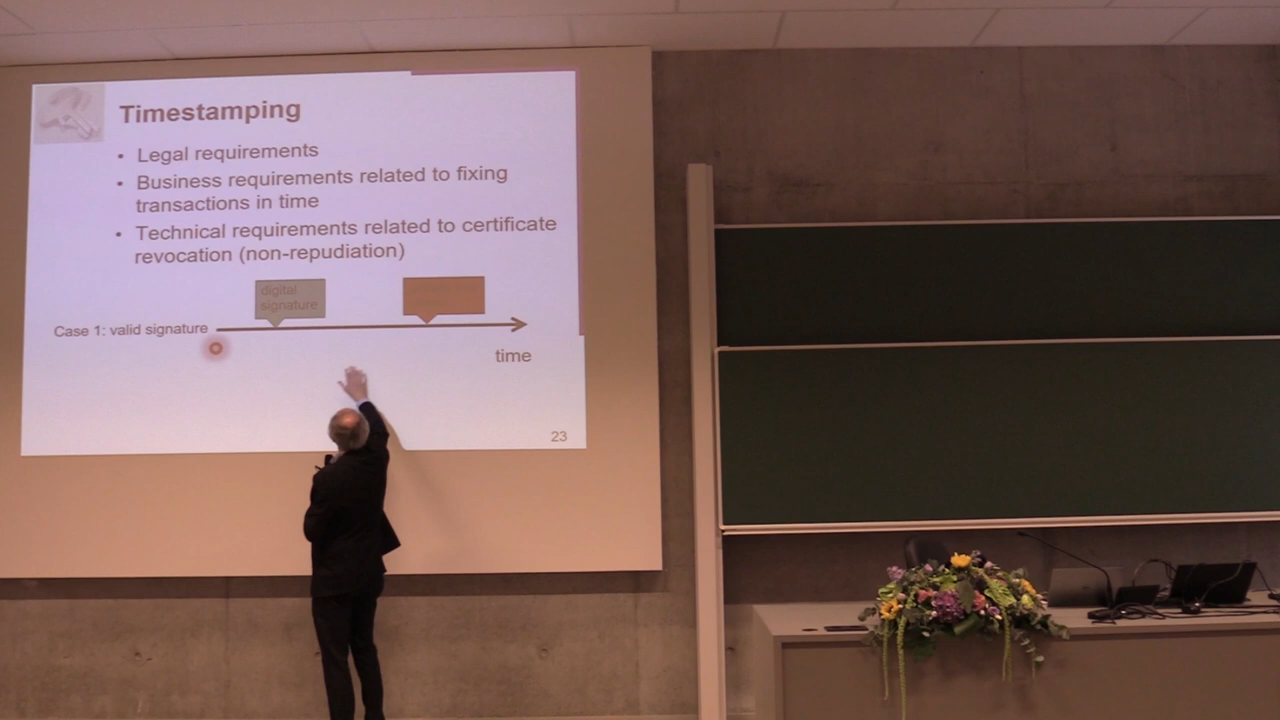 Timestamping
• Legal requirements
• Business requirements related to fixing
transactions in time
• Technical requirements related to certificate
revocation (non-repudiation)
digital
signature
Case 1: valid signature
time
23